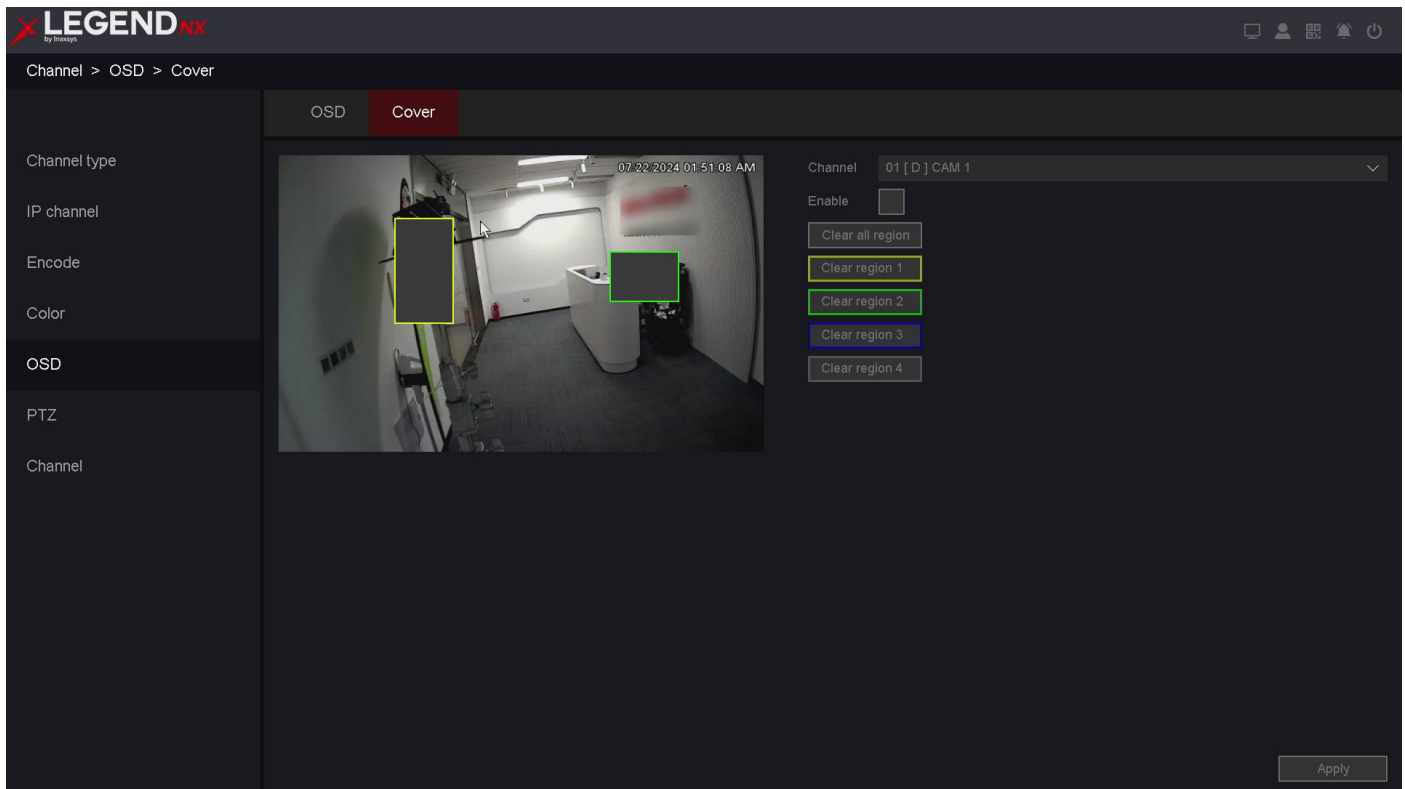 LEGEND NX
by Inaxsys
Channel > OSD > Cover
OSD
Cover
Channel type
IP channel
Encode
Color
OSD
PTZ
Channel
07/22/2024 01:51:08 AM
Channel
01 [ D ] CAM 1
Enable
Clear all region
Clear region 1
Clear region 2
Clear region 3
Clear region 4
Apply